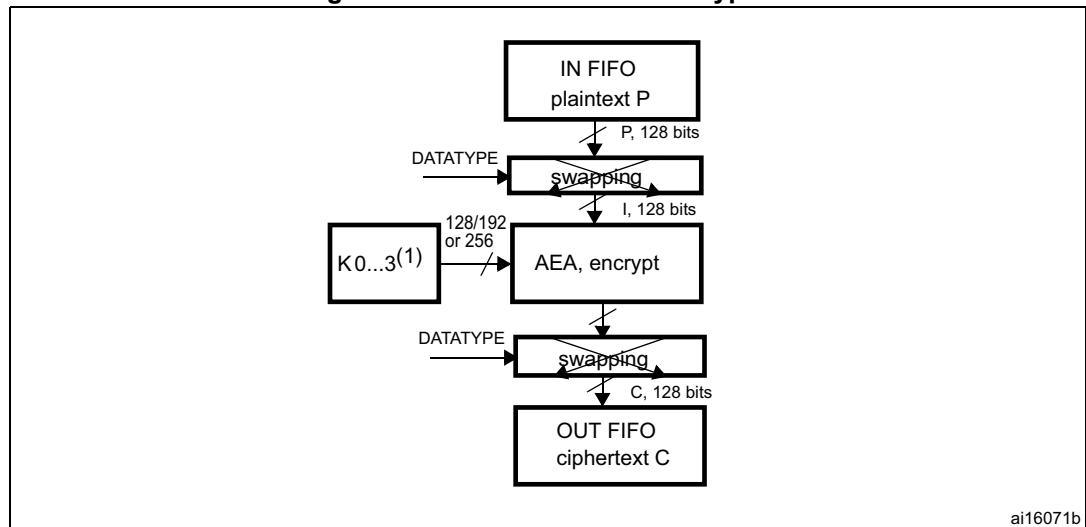 IN FIFO
plaintext P
P, 128 bits
DATATYPE
swapping
I, 128 bits
128/192
or 256
K 0...3(1)
AEA, encrypt
DATATYPE
swapping
C, 128 bits
OUT FIFO
ciphertext C
ai16071b